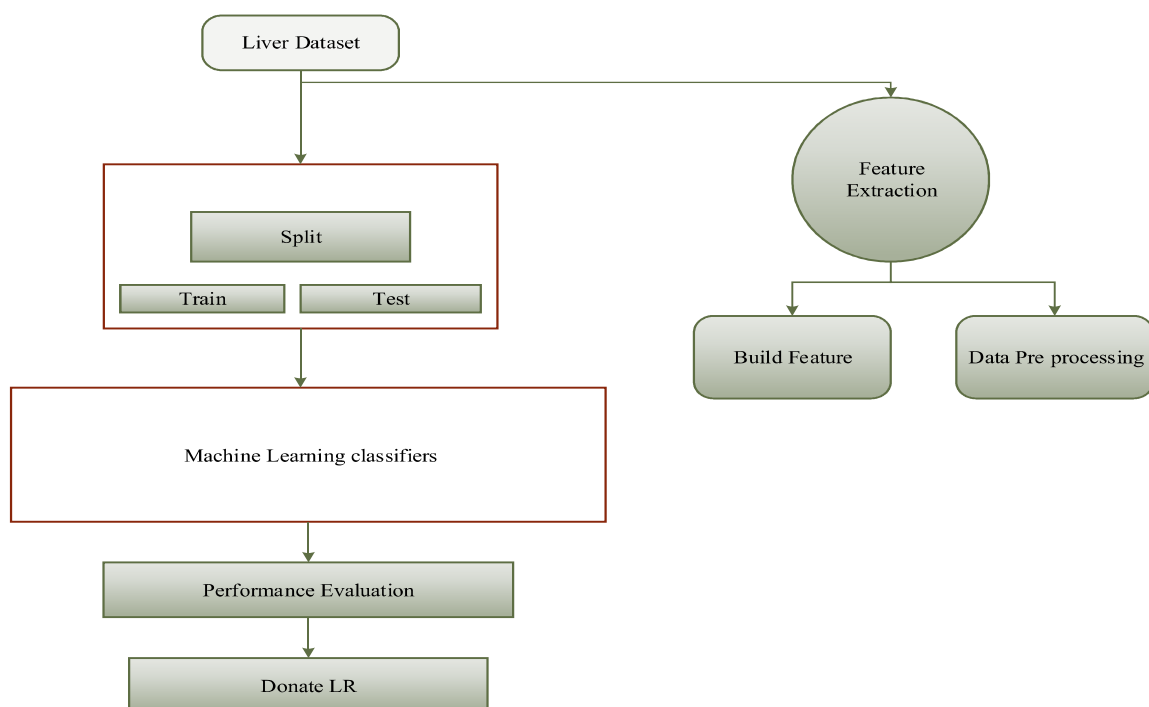 Liver Dataset
Feature
Extraction
Split
Train
Test
Build Feature
Data Pre processing
Machine Learning classifiers
Performance Evaluation
Donate LR